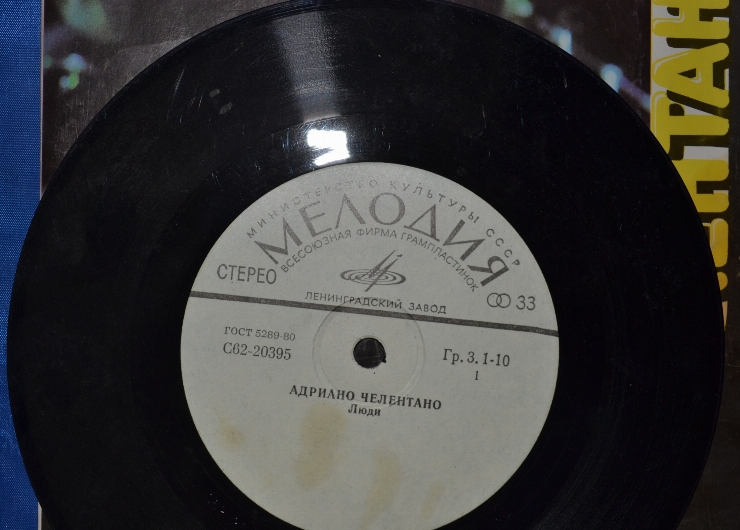 МИНИСТЕРСТВО КУЛЬТУРЫ СССР
МЕЛОДИЯ
ВСЕСОЮЗНАЯ ФИРМА ГРАМПЛАСТИНОК
СТЕРЕО
ЛЕНИНГРАДСКИЙ ЗАВОД
33
ГОСТ 5289-80
С62-20395
Гр. 3. 1-10
1
АДРИАНО ЧЕЛЕНТАНО
Люди